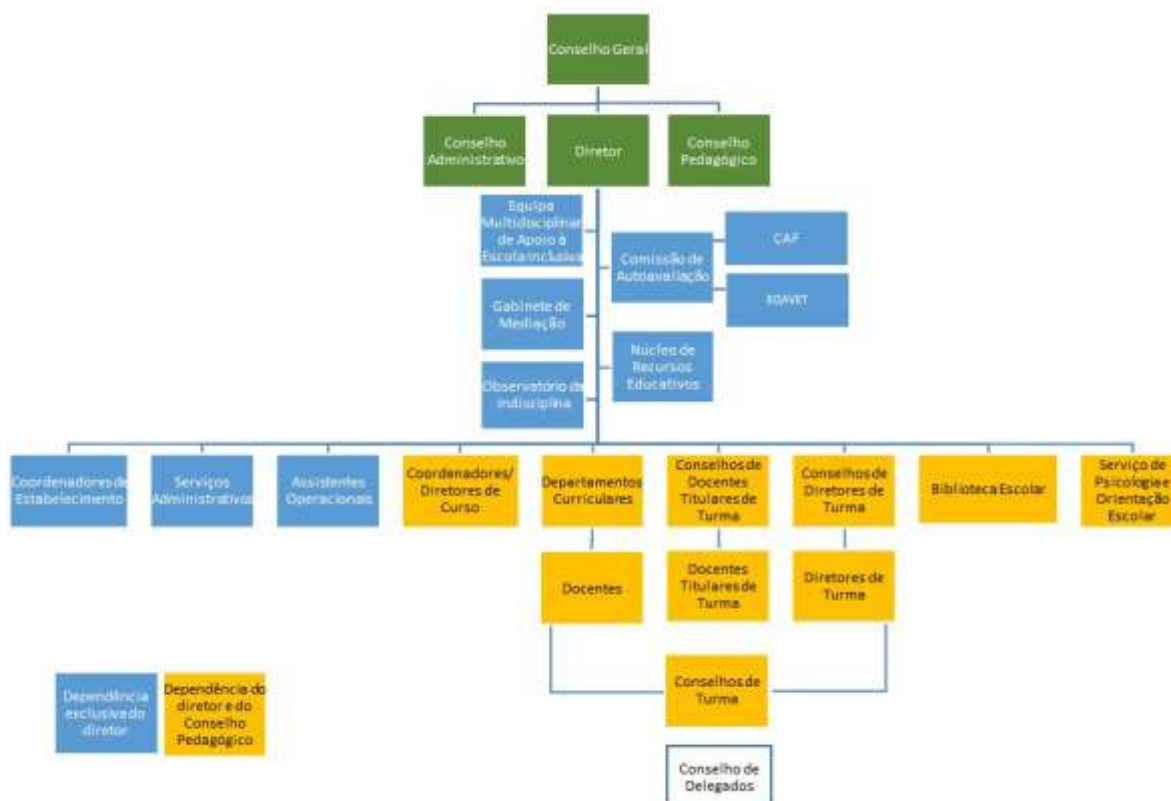 Conselho Geral
Conselho
Administrativo
Diretor
Conselho
Pedagógico
Equipa
Multidisciplinar
de Apoio à
Escola Inclusiva
Comissão de
Autoavaliação
CAF
EQAVET
Gabinete de
Mediação
Núcleo de
Recursos
Educativos
Observatório da
Indisciplina
Coordenadores de
Estabelecimento
Serviços
Administrativos
Assistentes
Operacionais
Coordenadores/
Diretores de
Curso
Departamentos
Curriculares
Conselhos de
Docentes
Titulares de
Turma
Conselhos de
Diretores de
Turma
Biblioteca Escolar
Serviço de
Psicologia e
Orientação
Escolar
Docentes
Docentes
Titulares de
Turma
Diretores de
Turma
Conselhos de
Turma
Dependência
exclusiva do
diretor
Dependência do
diretor e do
Conselho
Pedagógico
Conselho de
Delegados